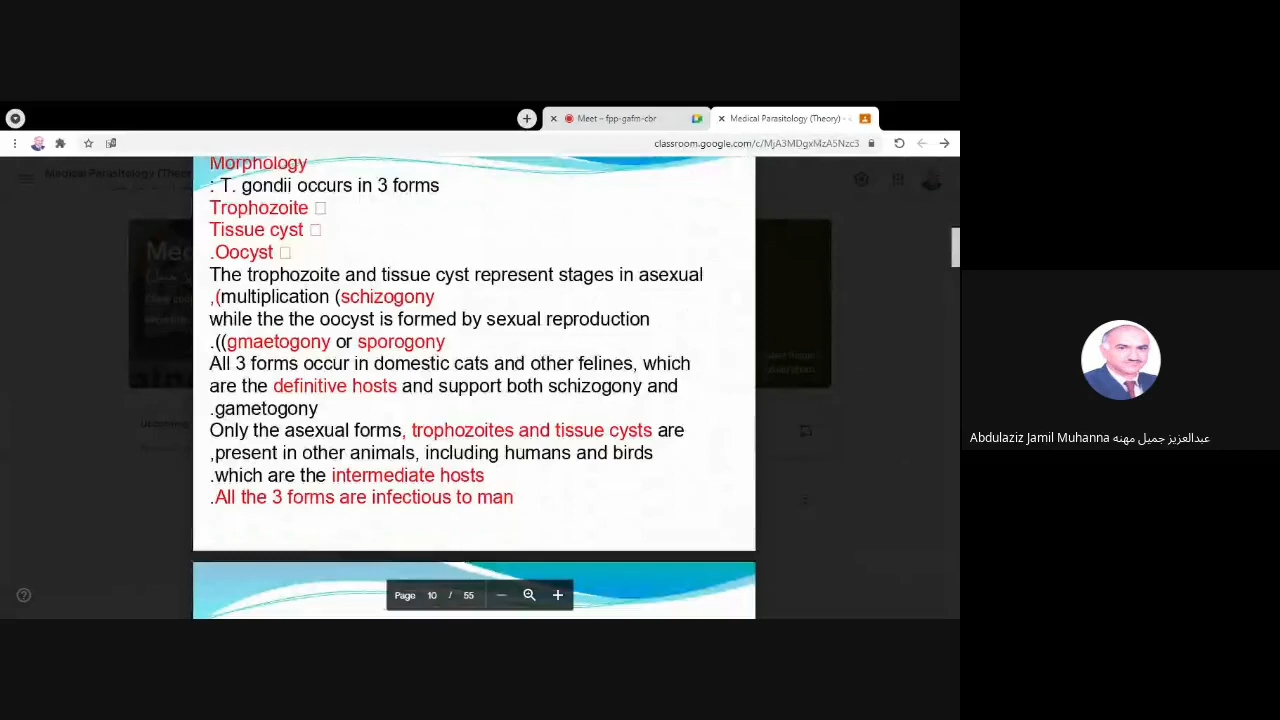 Meet – fpp-gafm-cbr
Medical Parasitology (Theory) -
classroom.google.com/c/MjA3MDgxMzA5Nzc3
Medical Parasitology (Theor
Morphology
: T. gondii occurs in 3 forms
Trophozoite
Tissue cyst
.Oocyst
The trophozoite and tissue cyst represent stages in asexual
,(multiplication (schizogony
while the the oocyst is formed by sexual reproduction
.((gmaetogony or sporogony
All 3 forms occur in domestic cats and other felines, which
are the definitive hosts and support both schizogony and
.gametogony
Only the asexual forms, trophozoites and tissue cysts are
,present in other animals, including humans and birds
.which are the intermediate hosts
.All the 3 forms are infectious to man
Page 10 / 55
Abdulaziz Jamil Muhanna عبدالعزيز جميل مهنه